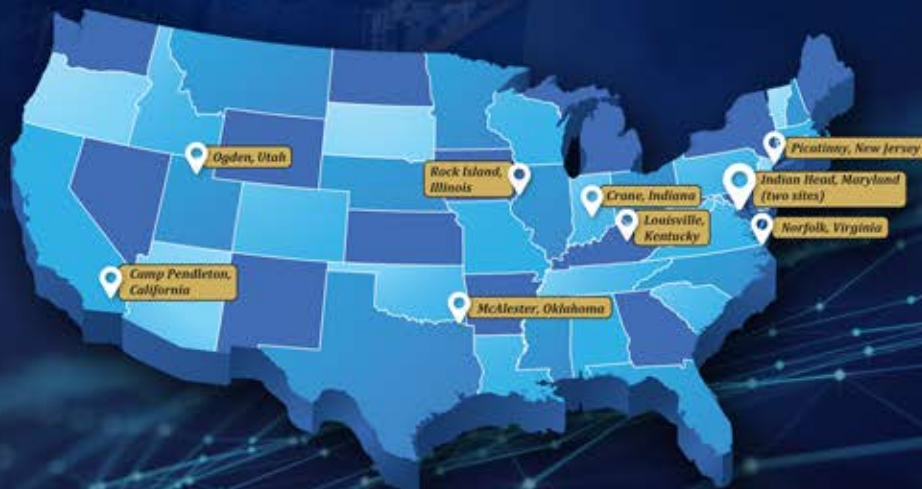 Ogden, Utah
Rock Island,
Illinois
Picatinny, New Jersey
Indian Head, Maryland
(two sites)
Crane, Indiana
Louisville,
Kentucky
Norfolk, Virginia
Camp Pendleton,
California
McAlester, Oklahoma